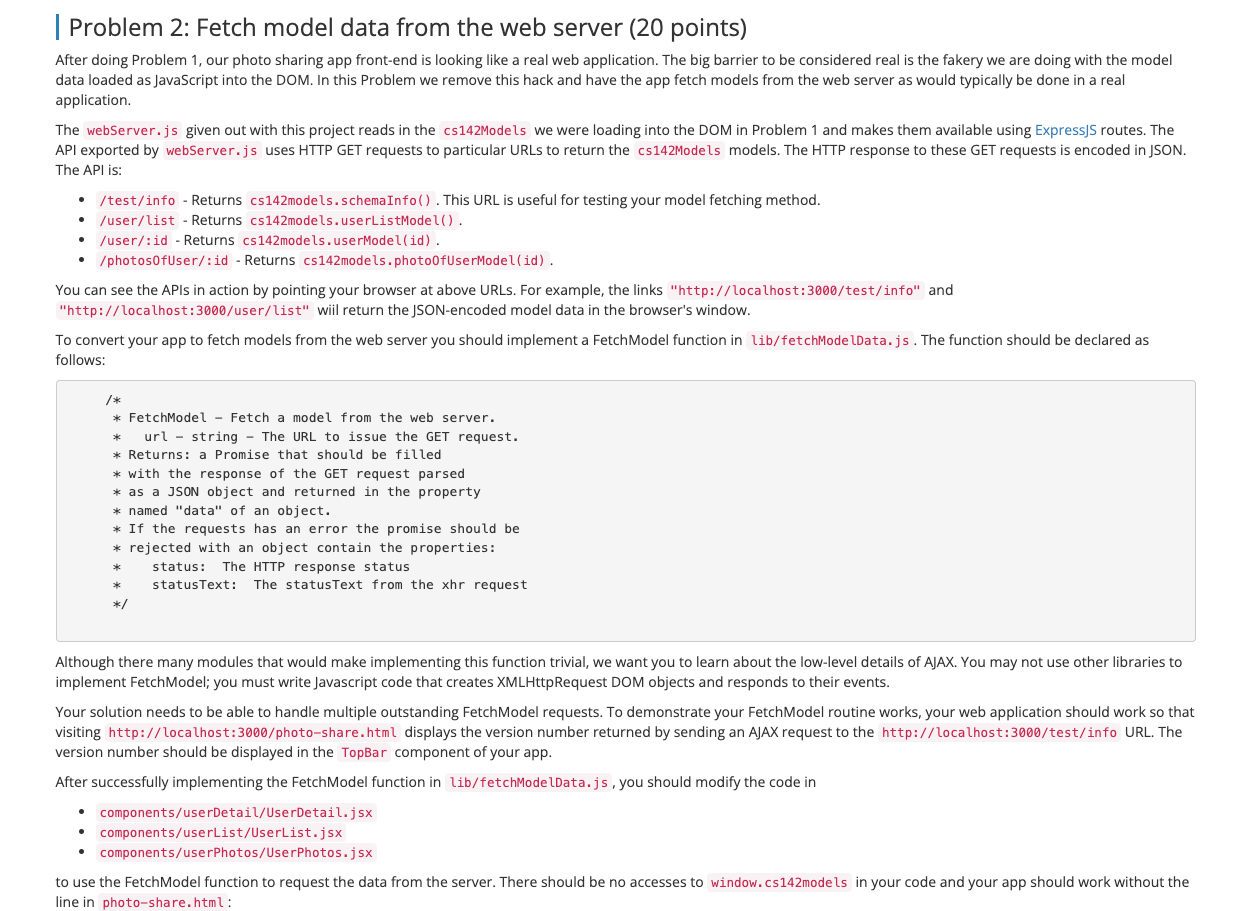 Problem 2: Fetch model data from the web server (20 points)
After doing Problem 1, our photo sharing app front-end is looking like a real web application. The big barrier to be considered real is the fakery we are doing with the model
data loaded as JavaScript into the DOM. In this Problem we remove this hack and have the app fetch models from the web server as would typically be done in a real
application.
The webServer.js given out with this project reads in the cs142Models we were loading into the DOM in Problem 1 and makes them available using ExpressJS routes. The
API exported by webServer.js uses HTTP GET requests to particular URLs to return the cs142Models models. The HTTP response to these GET requests is encoded in JSON.
The API is:
• /test/info - Returns cs142models.schemaInfo(). This URL is useful for testing your model fetching method.
• /user/list - Returns cs142models.userListModel().
• /user/:id - Returns cs142models.userModel(id).
• /photosOfUser/:id - Returns cs142models.photoOfUserModel(id).
You can see the APIs in action by pointing your browser at above URLs. For example, the links "http://localhost:3000/test/info" and
"http://localhost:3000/user/list" wiil return the JSON-encoded model data in the browser's window.
To convert your app to fetch models from the web server you should implement a FetchModel function in lib/fetchModelData.js. The function should be declared as
follows:
/*
* FetchModel – Fetch a model from the web server.
*   url – string – The URL to issue the GET request.
* Returns: a Promise that should be filled
* with the response of the GET request parsed
* as a JSON object and returned in the property
* named "data" of an object.
* If the requests has an error the promise should be
* rejected with an object contain the properties:
*    status:  The HTTP response status
*    statusText:  The statusText from the xhr request
*/
Although there many modules that would make implementing this function trivial, we want you to learn about the low-level details of AJAX. You may not use other libraries to
implement FetchModel; you must write Javascript code that creates XMLHttpRequest DOM objects and responds to their events.
Your solution needs to be able to handle multiple outstanding FetchModel requests. To demonstrate your FetchModel routine works, your web application should work so that
visiting http://localhost:3000/photo-share.html displays the version number returned by sending an AJAX request to the http://localhost:3000/test/info URL. The
version number should be displayed in the TopBar component of your app.
After successfully implementing the FetchModel function in lib/fetchModelData.js, you should modify the code in
• components/userDetail/UserDetail.jsx
• components/userList/UserList.jsx
• components/userPhotos/UserPhotos.jsx
to use the FetchModel function to request the data from the server. There should be no accesses to window.cs142models in your code and your app should work without the
line in photo-share.html: